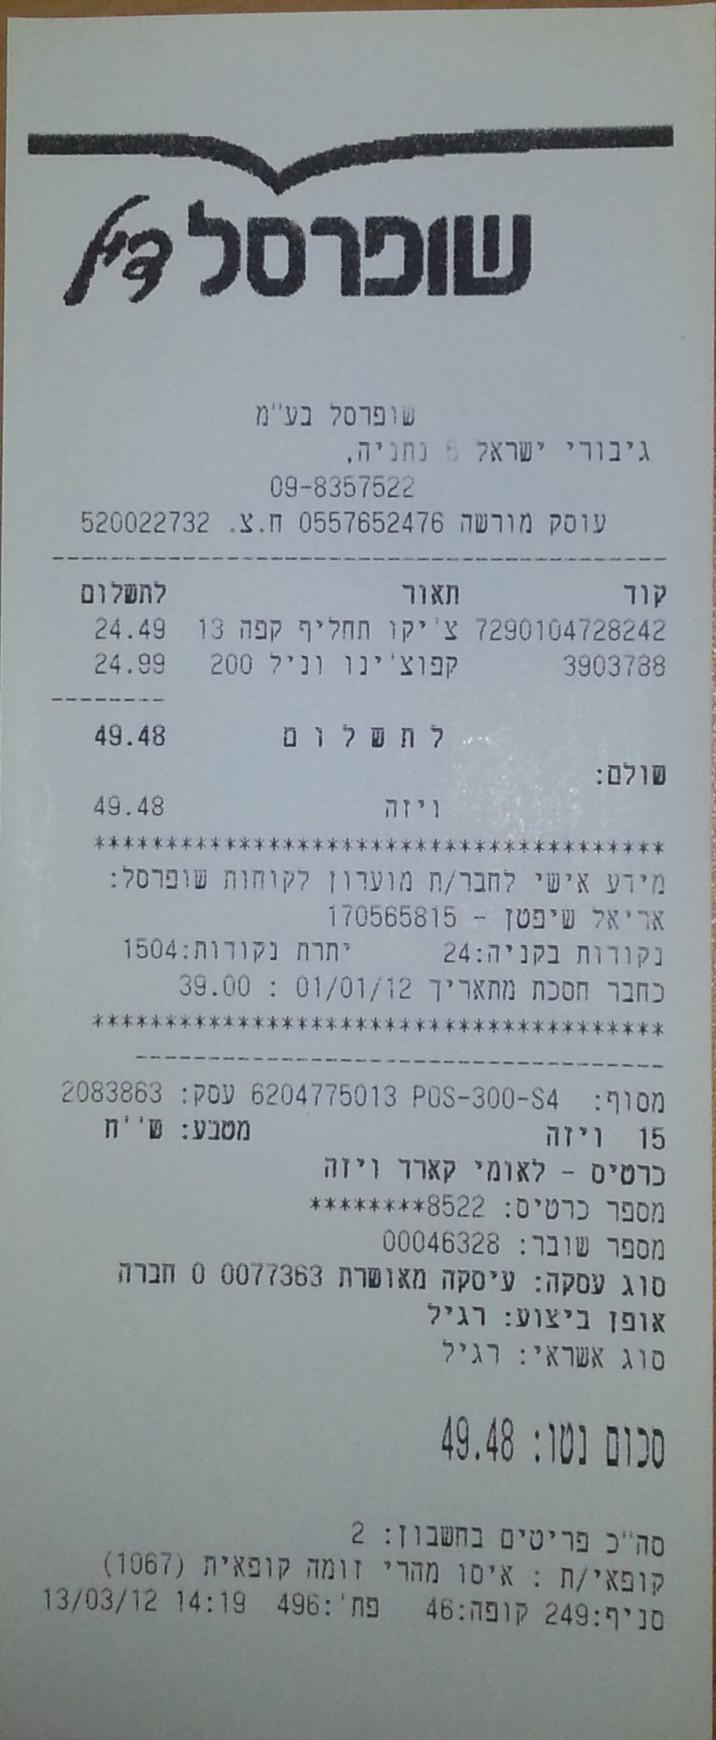 שופרסל דיל
שופרסל בע"מ
גיבורי ישראל 5 נתניה,
09-8357522
עוסק מורשה 0557652476 ח.צ. 520022732
קוד תאור לתשלום
7290104728242 צ'יקו תחליף קפה 13 24.49
3903788 קפוצ'ינו וניל 200 24.99
לתשלום 49.48
שולם:
ויזה 49.48
****************************************
מידע אישי לחבר/ת מועדון לקוחות שופרסל:
אריאל שיפטן - 170565815
נקודות בקניה:24 יתרת נקודות:1504
כחבר חסכת מתאריך 01/01/12 : 39.00
****************************************
מסוף: POS-300-S4 6204775013 עסק: 2083863
15 ויזה מטבע: ש''ח
כרטיס - לאומי קארד ויזה
מספר כרטיס: 8522********
מספר שובר: 00046328
סוג עסקה: עיסקה מאושרת 0077363 0 חברה
אופן ביצוע: רגיל
סוג אשראי: רגיל
סכום נטו: 49.48
סה"כ פריטים בחשבון: 2
קופאי/ת : איסו מהרי זומה קופאית (1067)
סניף:249 קופה:46 פת':496 14:19 13/03/12